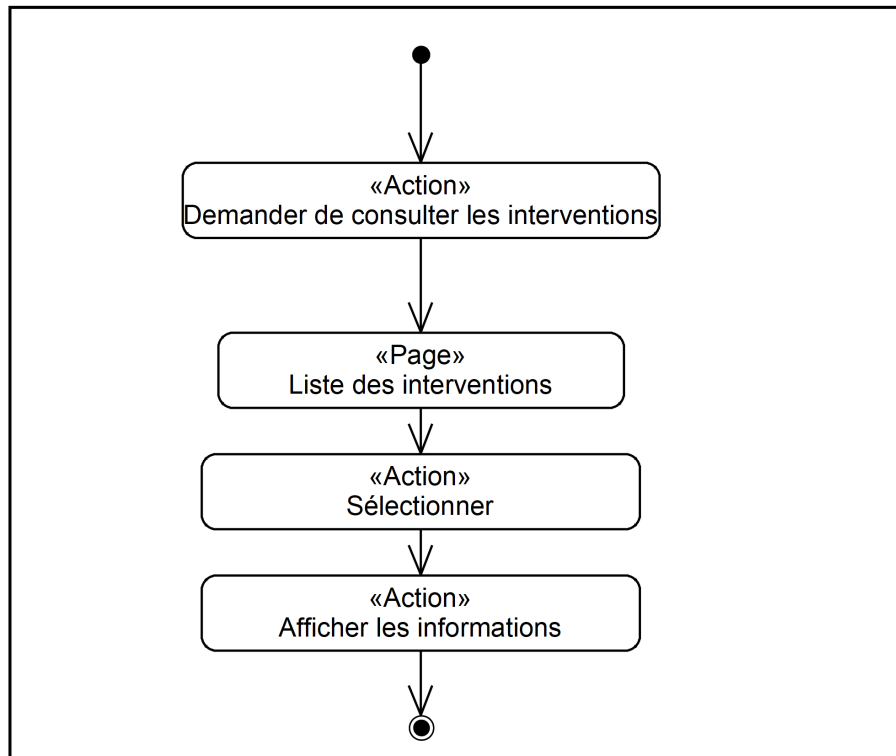 «Action»
Demander de consulter les interventions
«Page»
Liste des interventions
«Action»
Sélectionner
«Action»
Afficher les informations